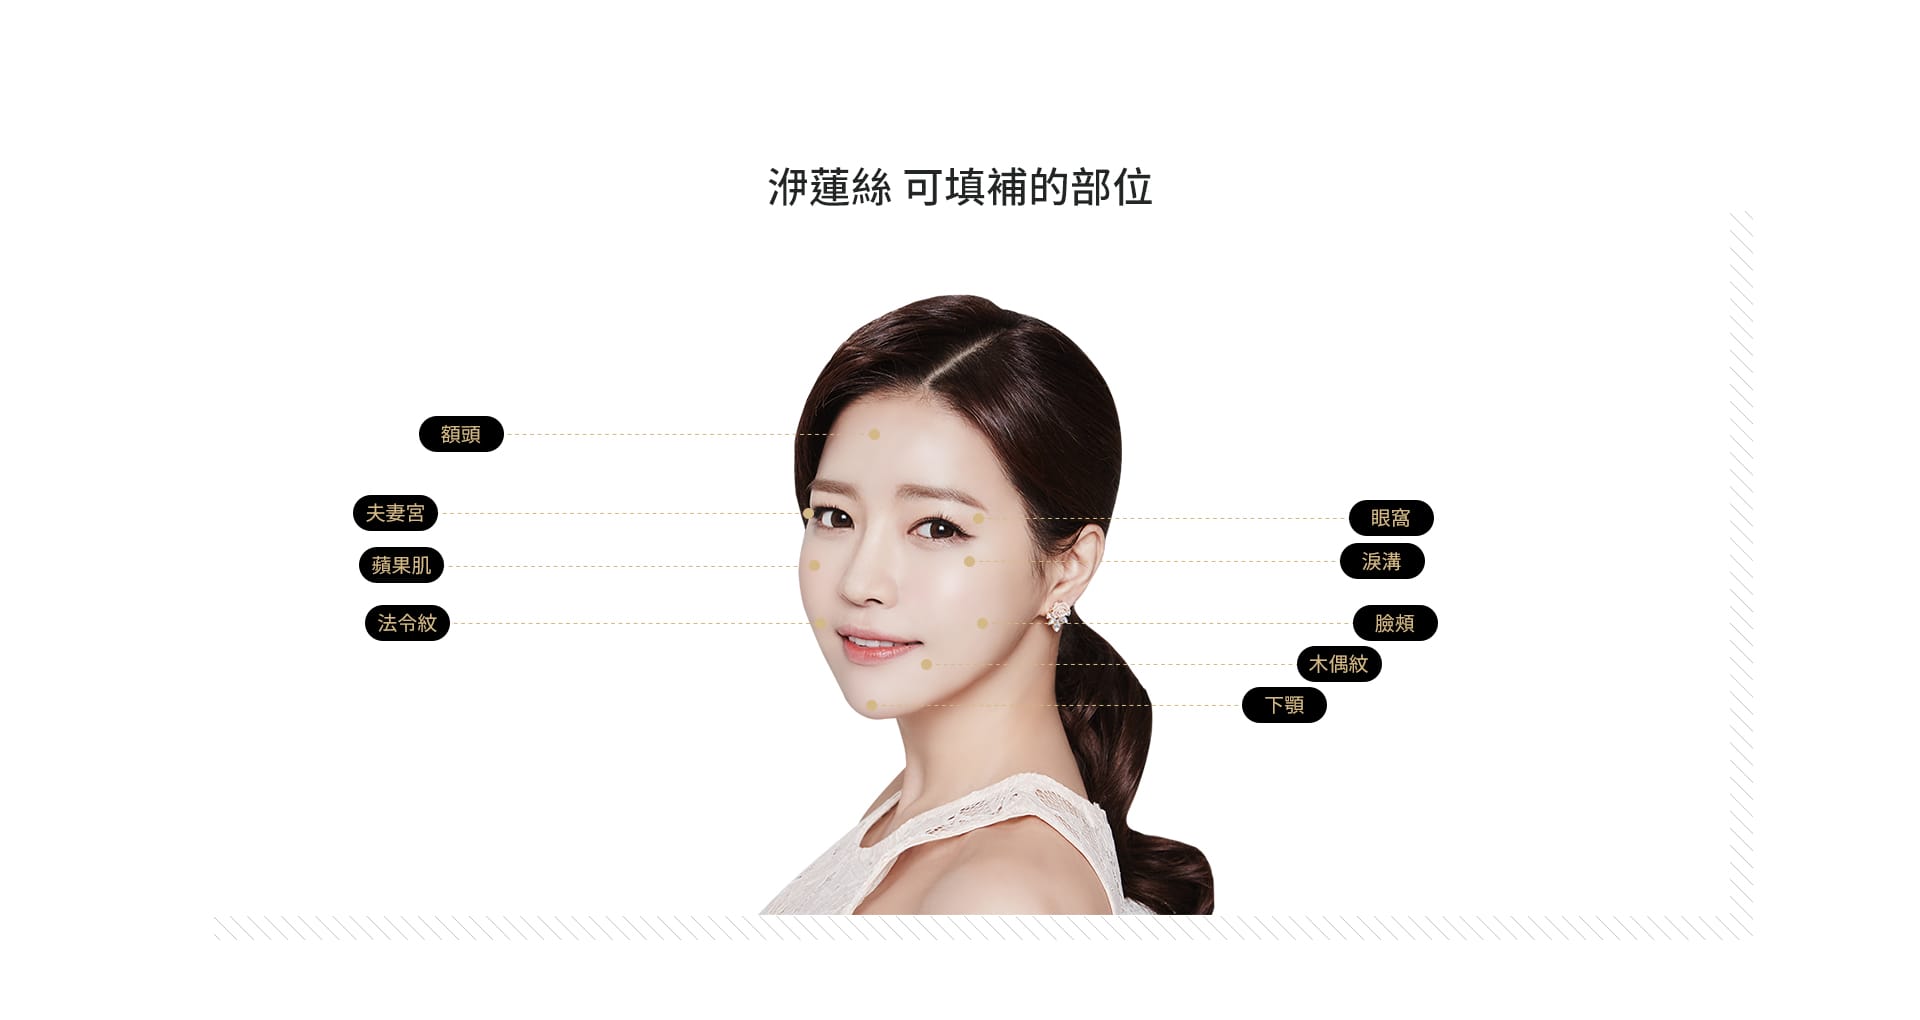 洢蓮絲 可填補的部位
額頭
夫妻宮
蘋果肌
法令紋
眼窩
淚溝
臉頰
木偶紋
下顎